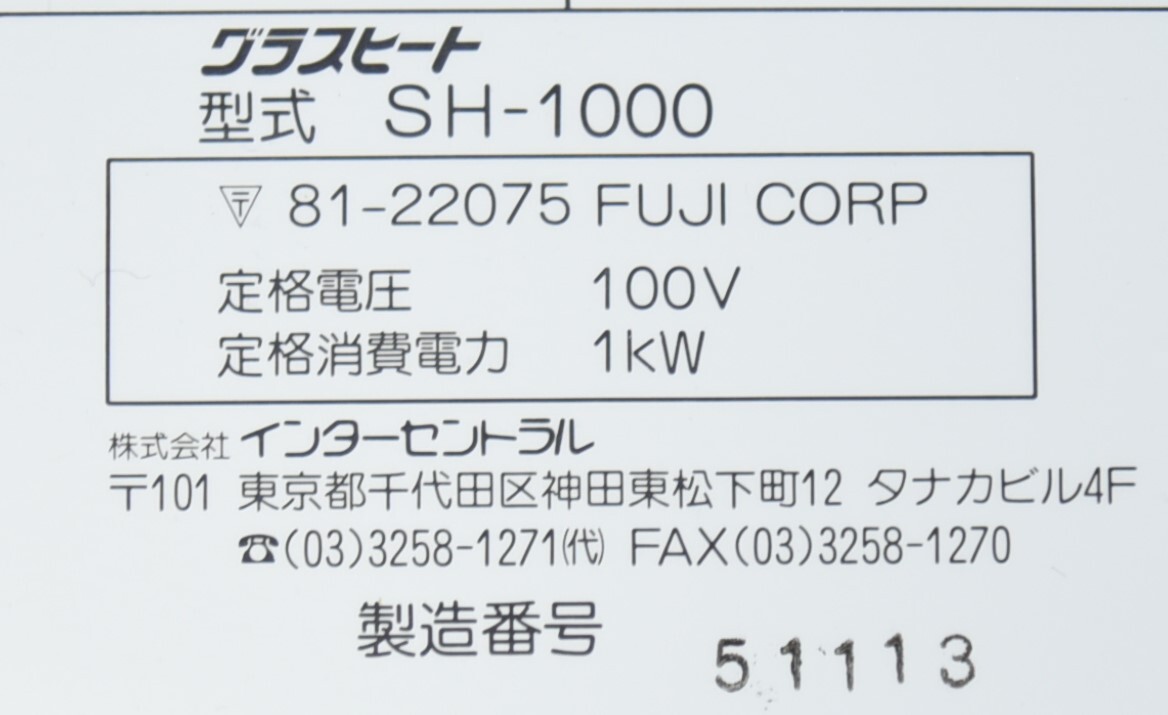 グラスヒート
型式 SH-1000
〒 81-22075 FUJI CORP
定格電圧 100V
定格消費電力 1kW
株式会社 インターセントラル
〒101 東京都千代田区神田東松下町12 タナカビル4F
☎(03)3258-1271㈹ FAX(03)3258-1270
製造番号 51113